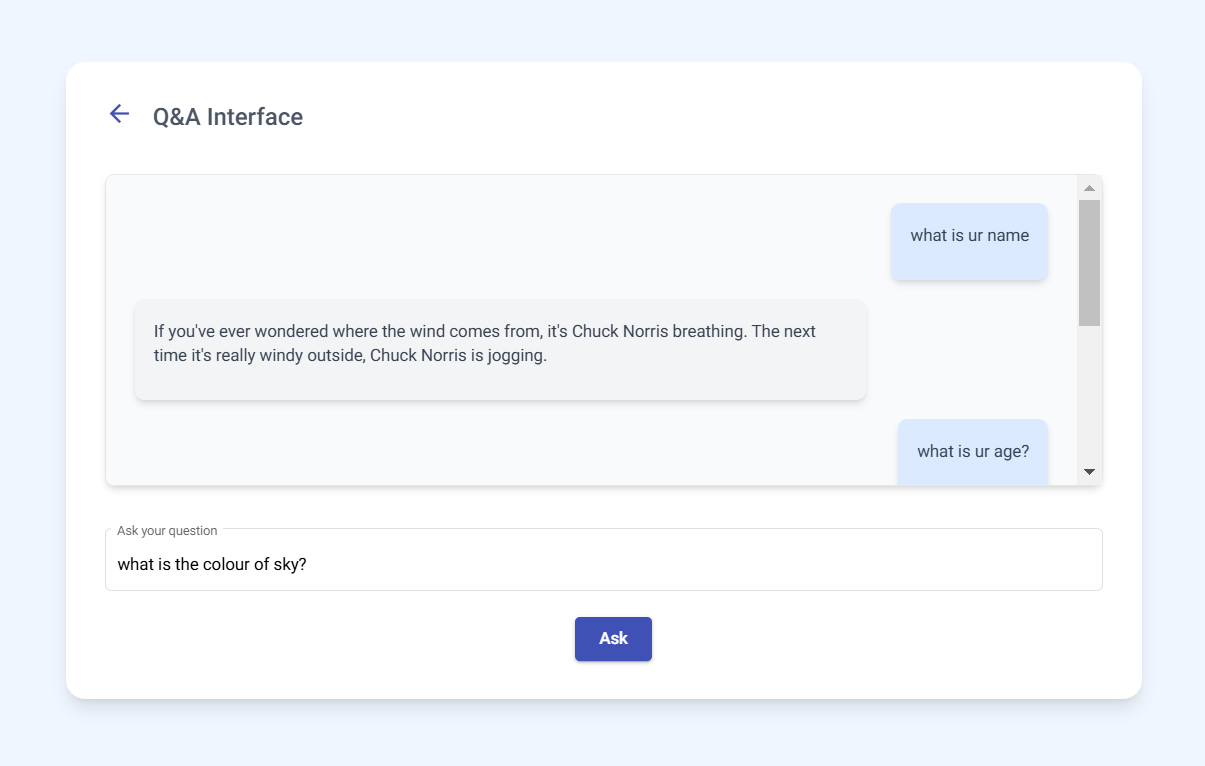 Q&A Interface
what is ur name
If you've ever wondered where the wind comes from, it's Chuck Norris breathing. The next
time it's really windy outside, Chuck Norris is jogging.
what is ur age?
Ask your question
what is the colour of sky?
Ask